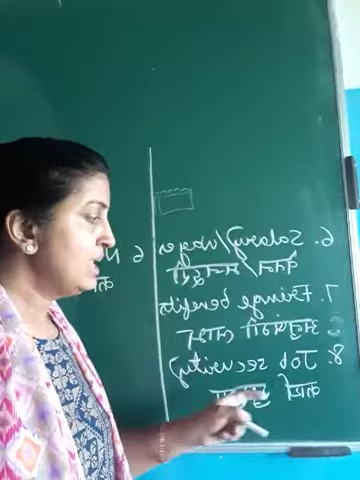 6. Salary/Wages
वेतन/मजदूरी
7. Fringe benefits
अनुषंगी लाभ
8. Job security
कार्य